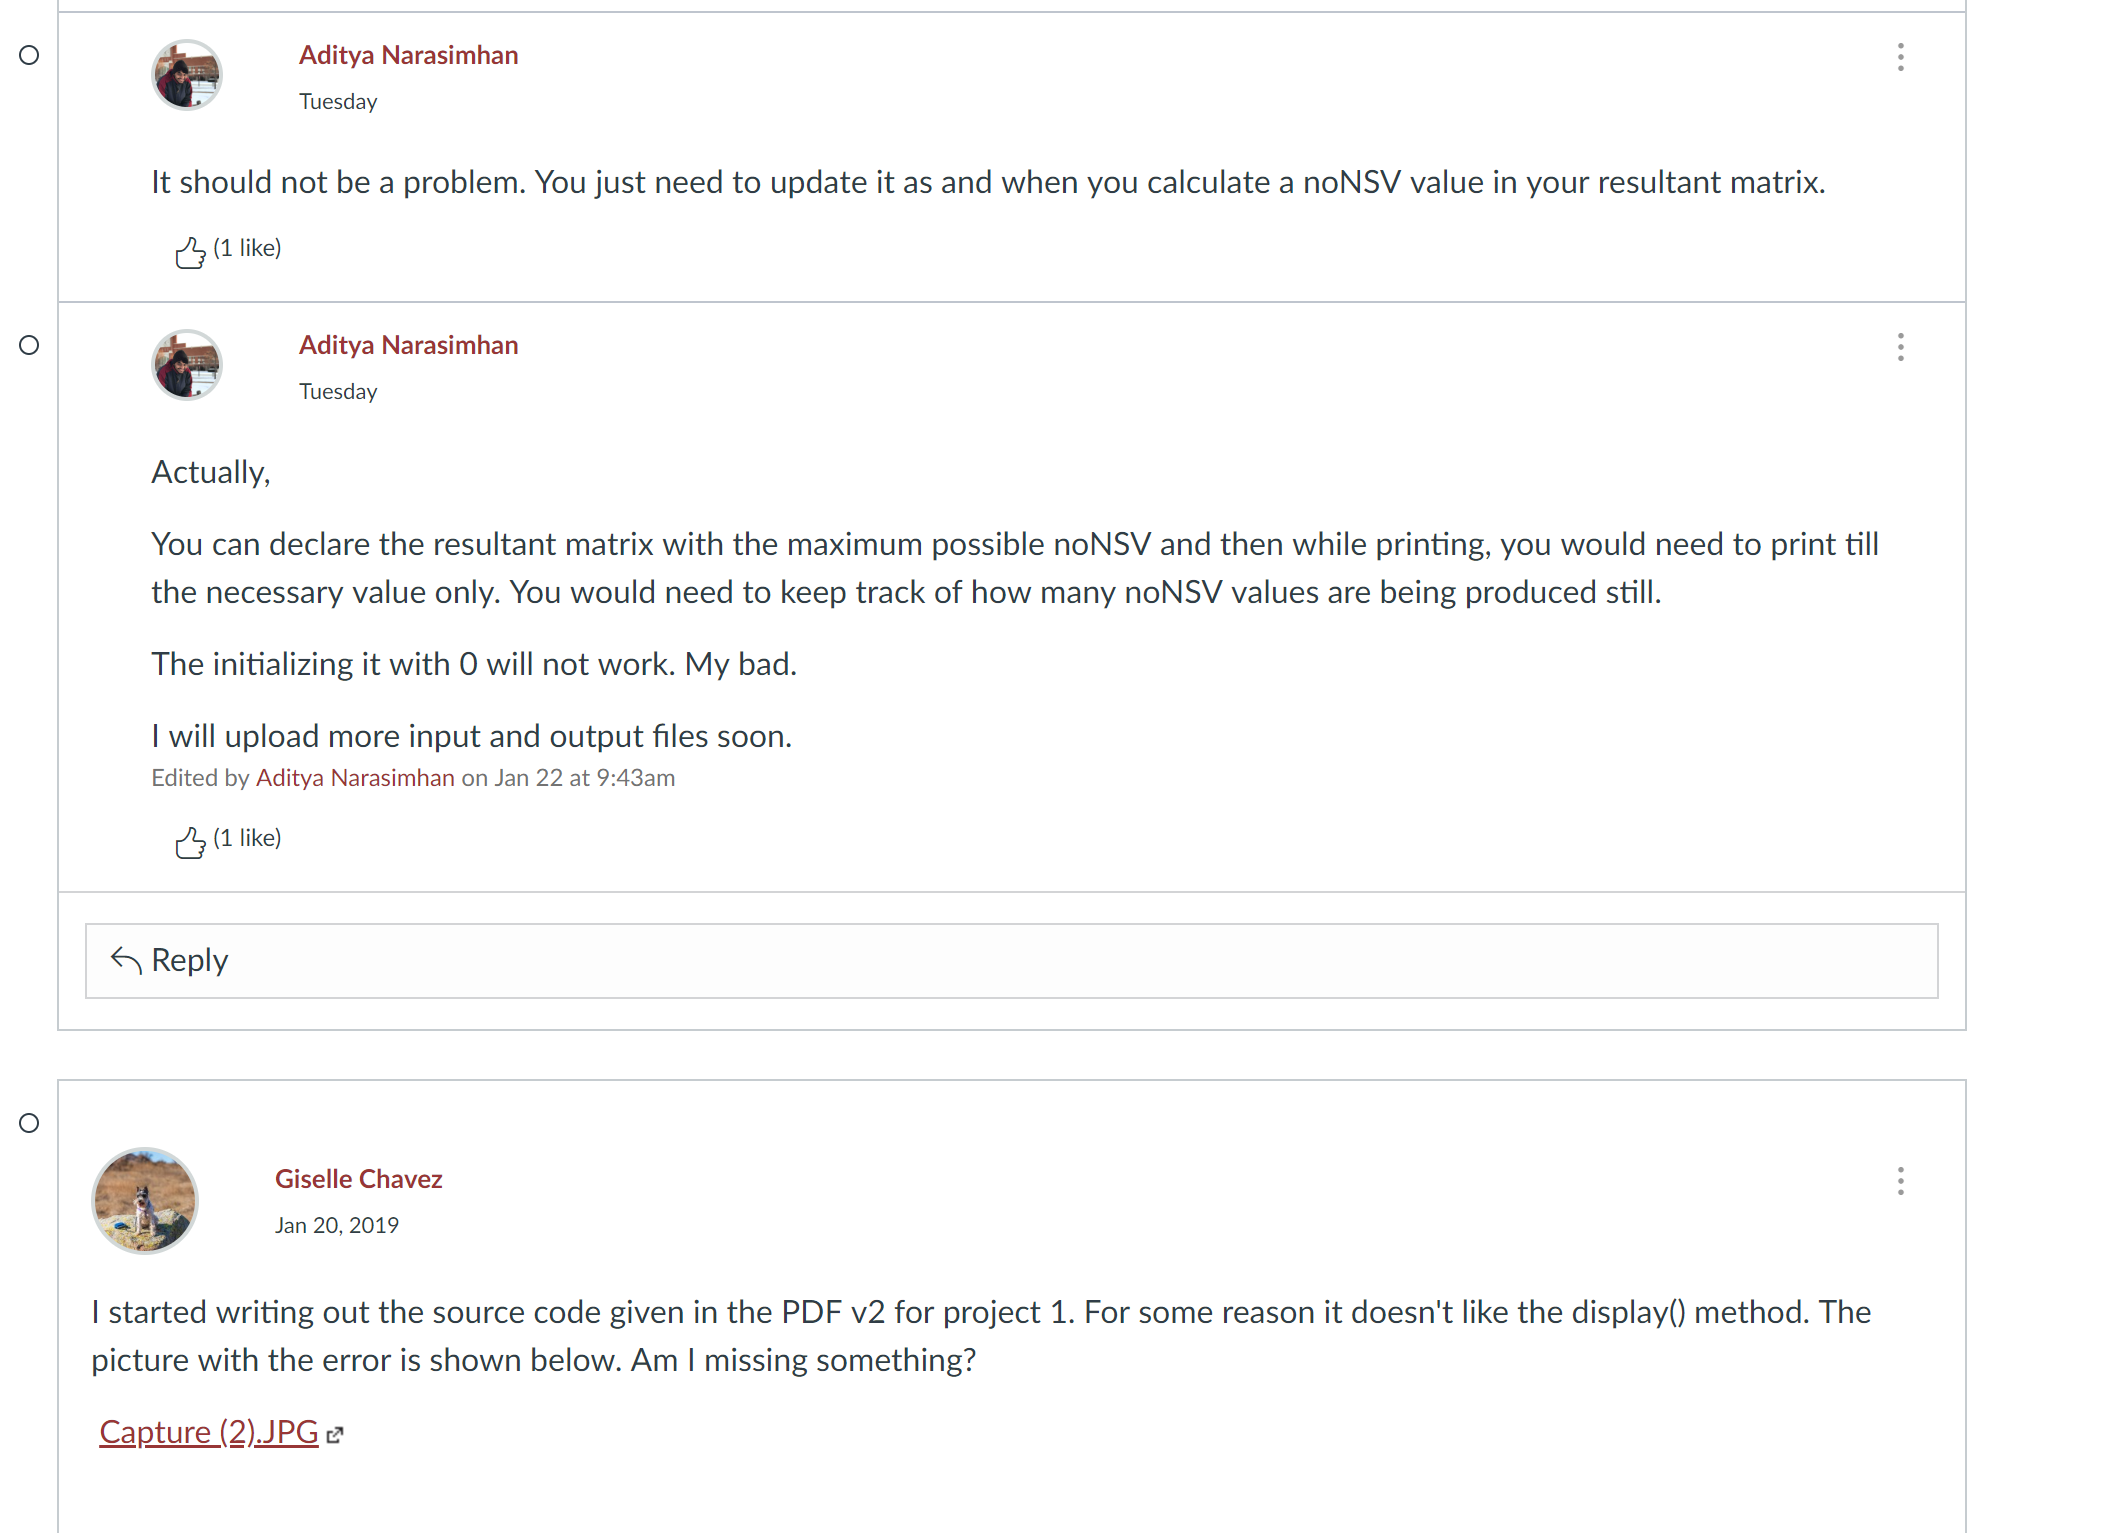 Aditya Narasimhan
Tuesday
It should not be a problem. You just need to update it as and when you calculate a noNSV value in your resultant matrix.
(1 like)
Aditya Narasimhan
Tuesday
Actually,
You can declare the resultant matrix with the maximum possible noNSV and then while printing, you would need to print till
the necessary value only. You would need to keep track of how many noNSV values are being produced still.
The initializing it with 0 will not work. My bad.
I will upload more input and output files soon.
Edited by Aditya Narasimhan on Jan 22 at 9:43am
(1 like)
Reply
Giselle Chavez
Jan 20, 2019
I started writing out the source code given in the PDF v2 for project 1. For some reason it doesn't like the display() method. The
picture with the error is shown below. Am I missing something?
Capture (2).JPG